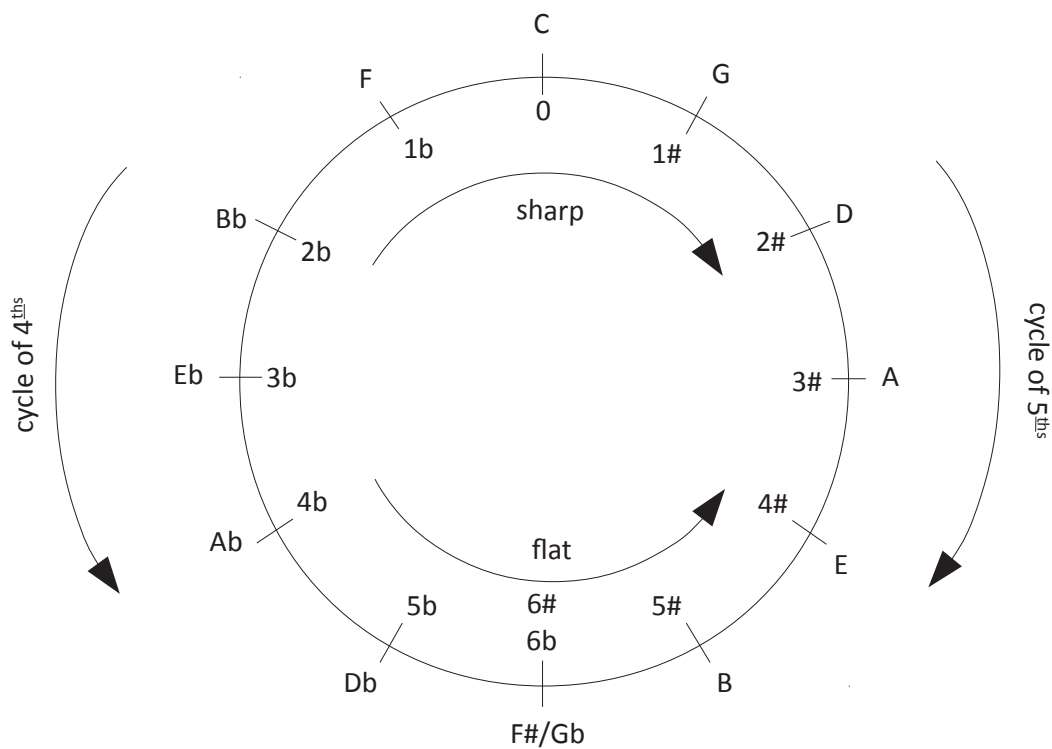 C
F
G
0
1b
1#
Bb
sharp
D
2b
2#
cycle of 4ths
cycle of 5ths
Eb
3b
3#
A
4b
4#
Ab
flat
E
5b
6#
5#
6b
Db
B
F#/Gb